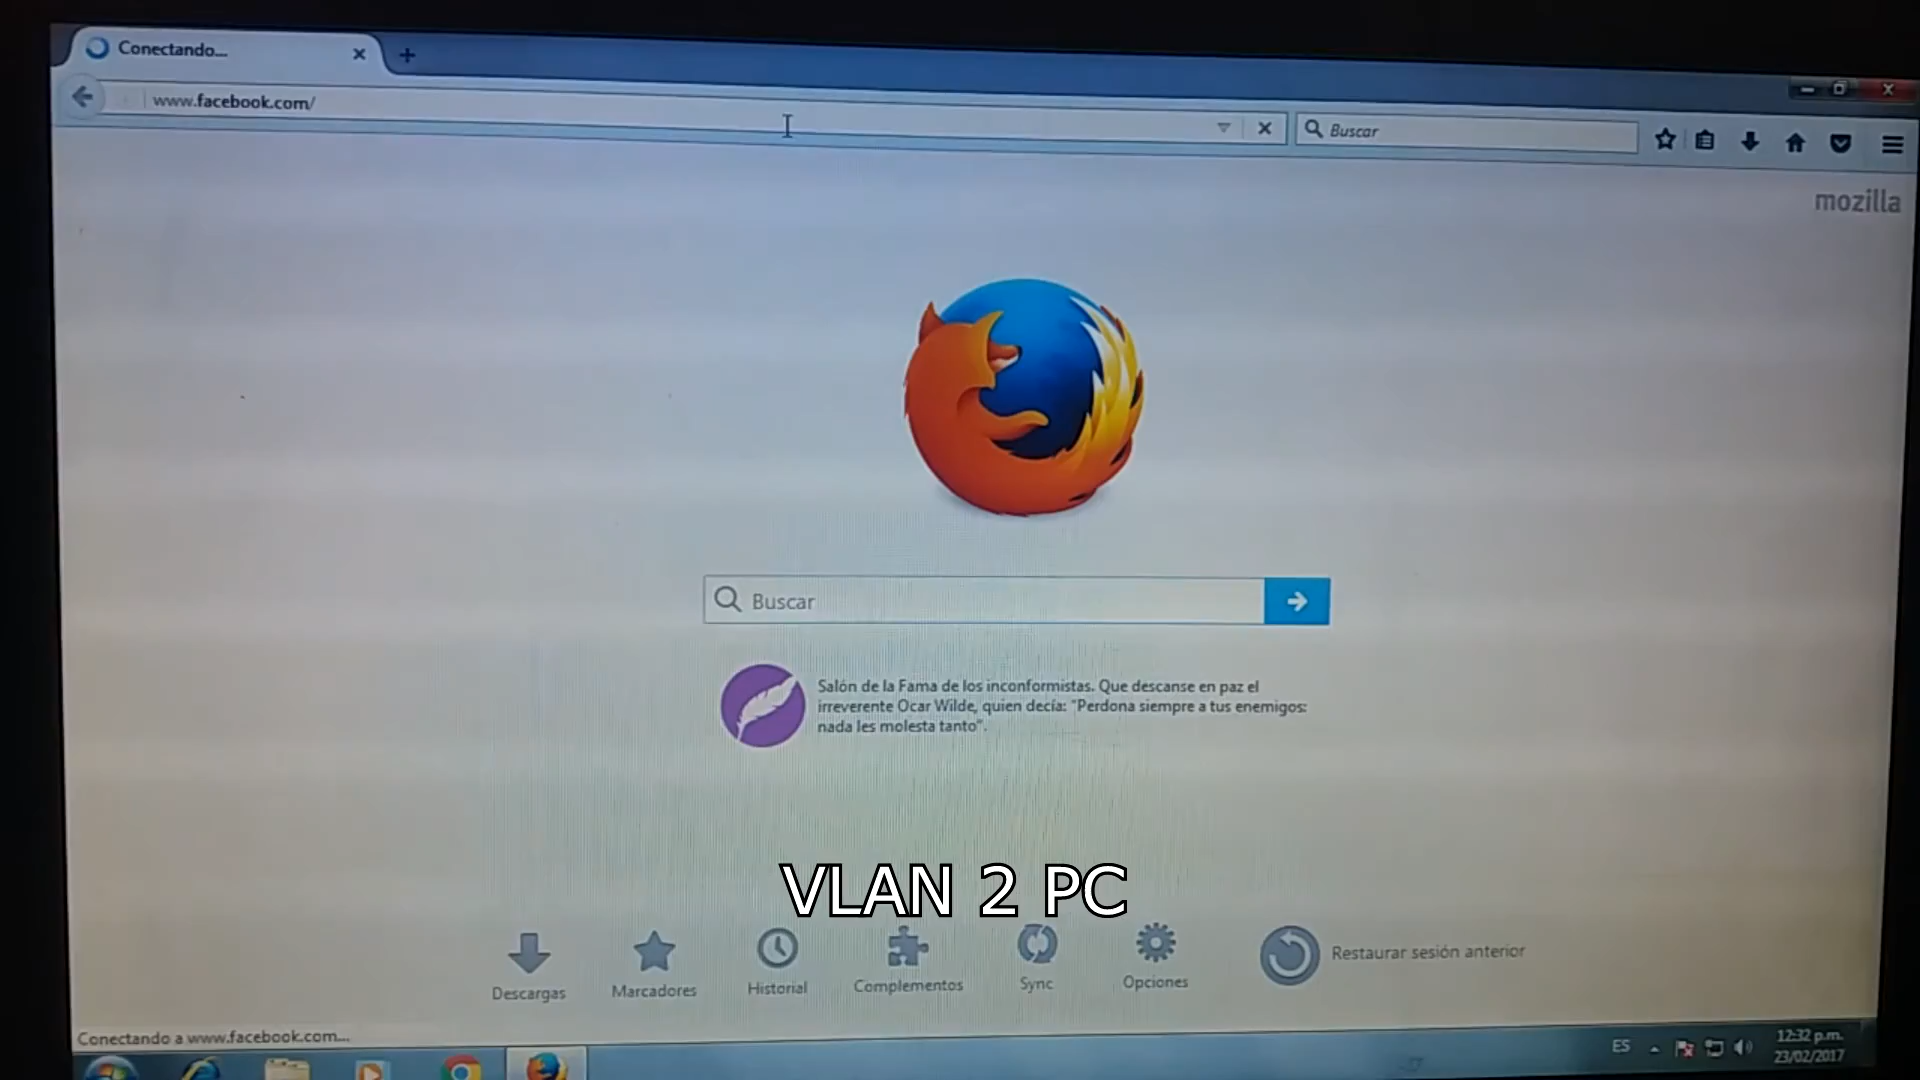 Conectando...
www.facebook.com/
Buscar
mozilla
Buscar
Salón de la Fama de los inconformistas. Que descanse en paz el
irreverente Ocar Wilde, quien decía: "Perdona siempre a tus enemigos:
nada les molesta tanto".
VLAN 2 PC
Descargas
Marcadores
Historial
Complementos
Sync
Opciones
Restaurar sesión anterior
Conectando a www.facebook.com...
ES
12:32 p.m.
23/02/2017